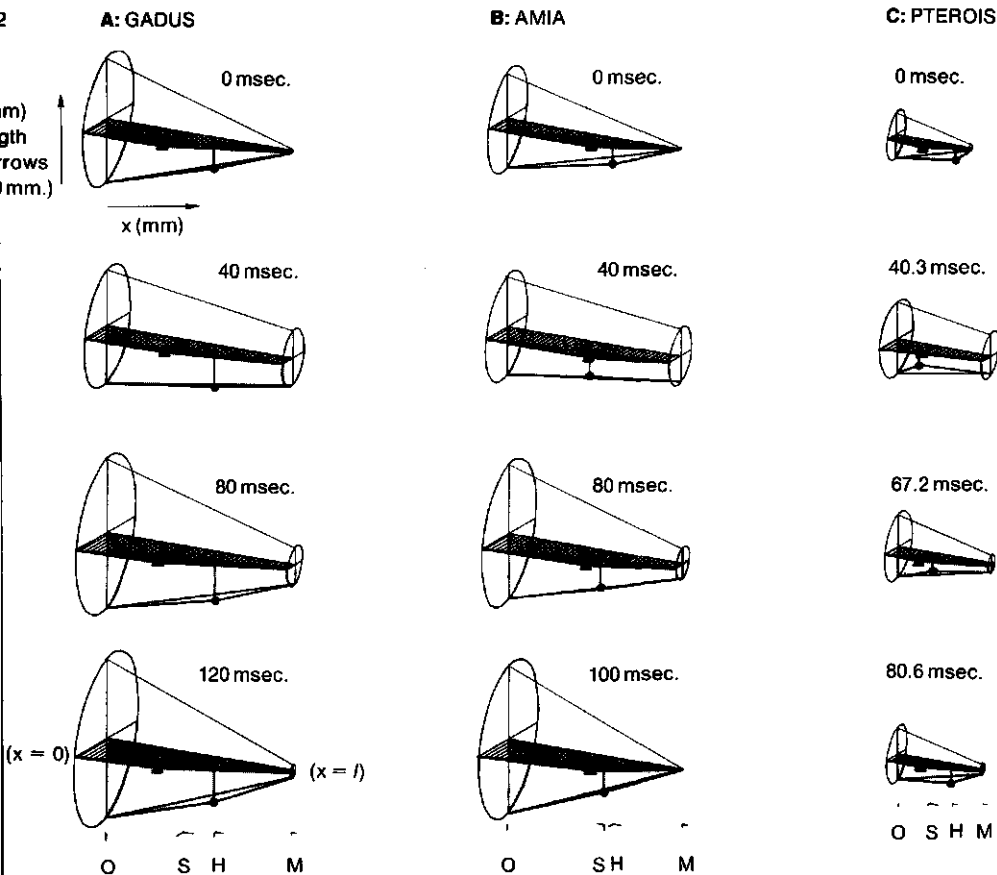 2 A: GADUS B: AMIA C: PTEROIS
0 msec. 0 msec. 0 msec.
x (mm)
40 msec. 40 msec. 40.3 msec.
80 msec. 80 msec. 67.2 msec.
120 msec. 100 msec. 80.6 msec.
(x = 0) (x = l)
O S H M O S H M O S H M